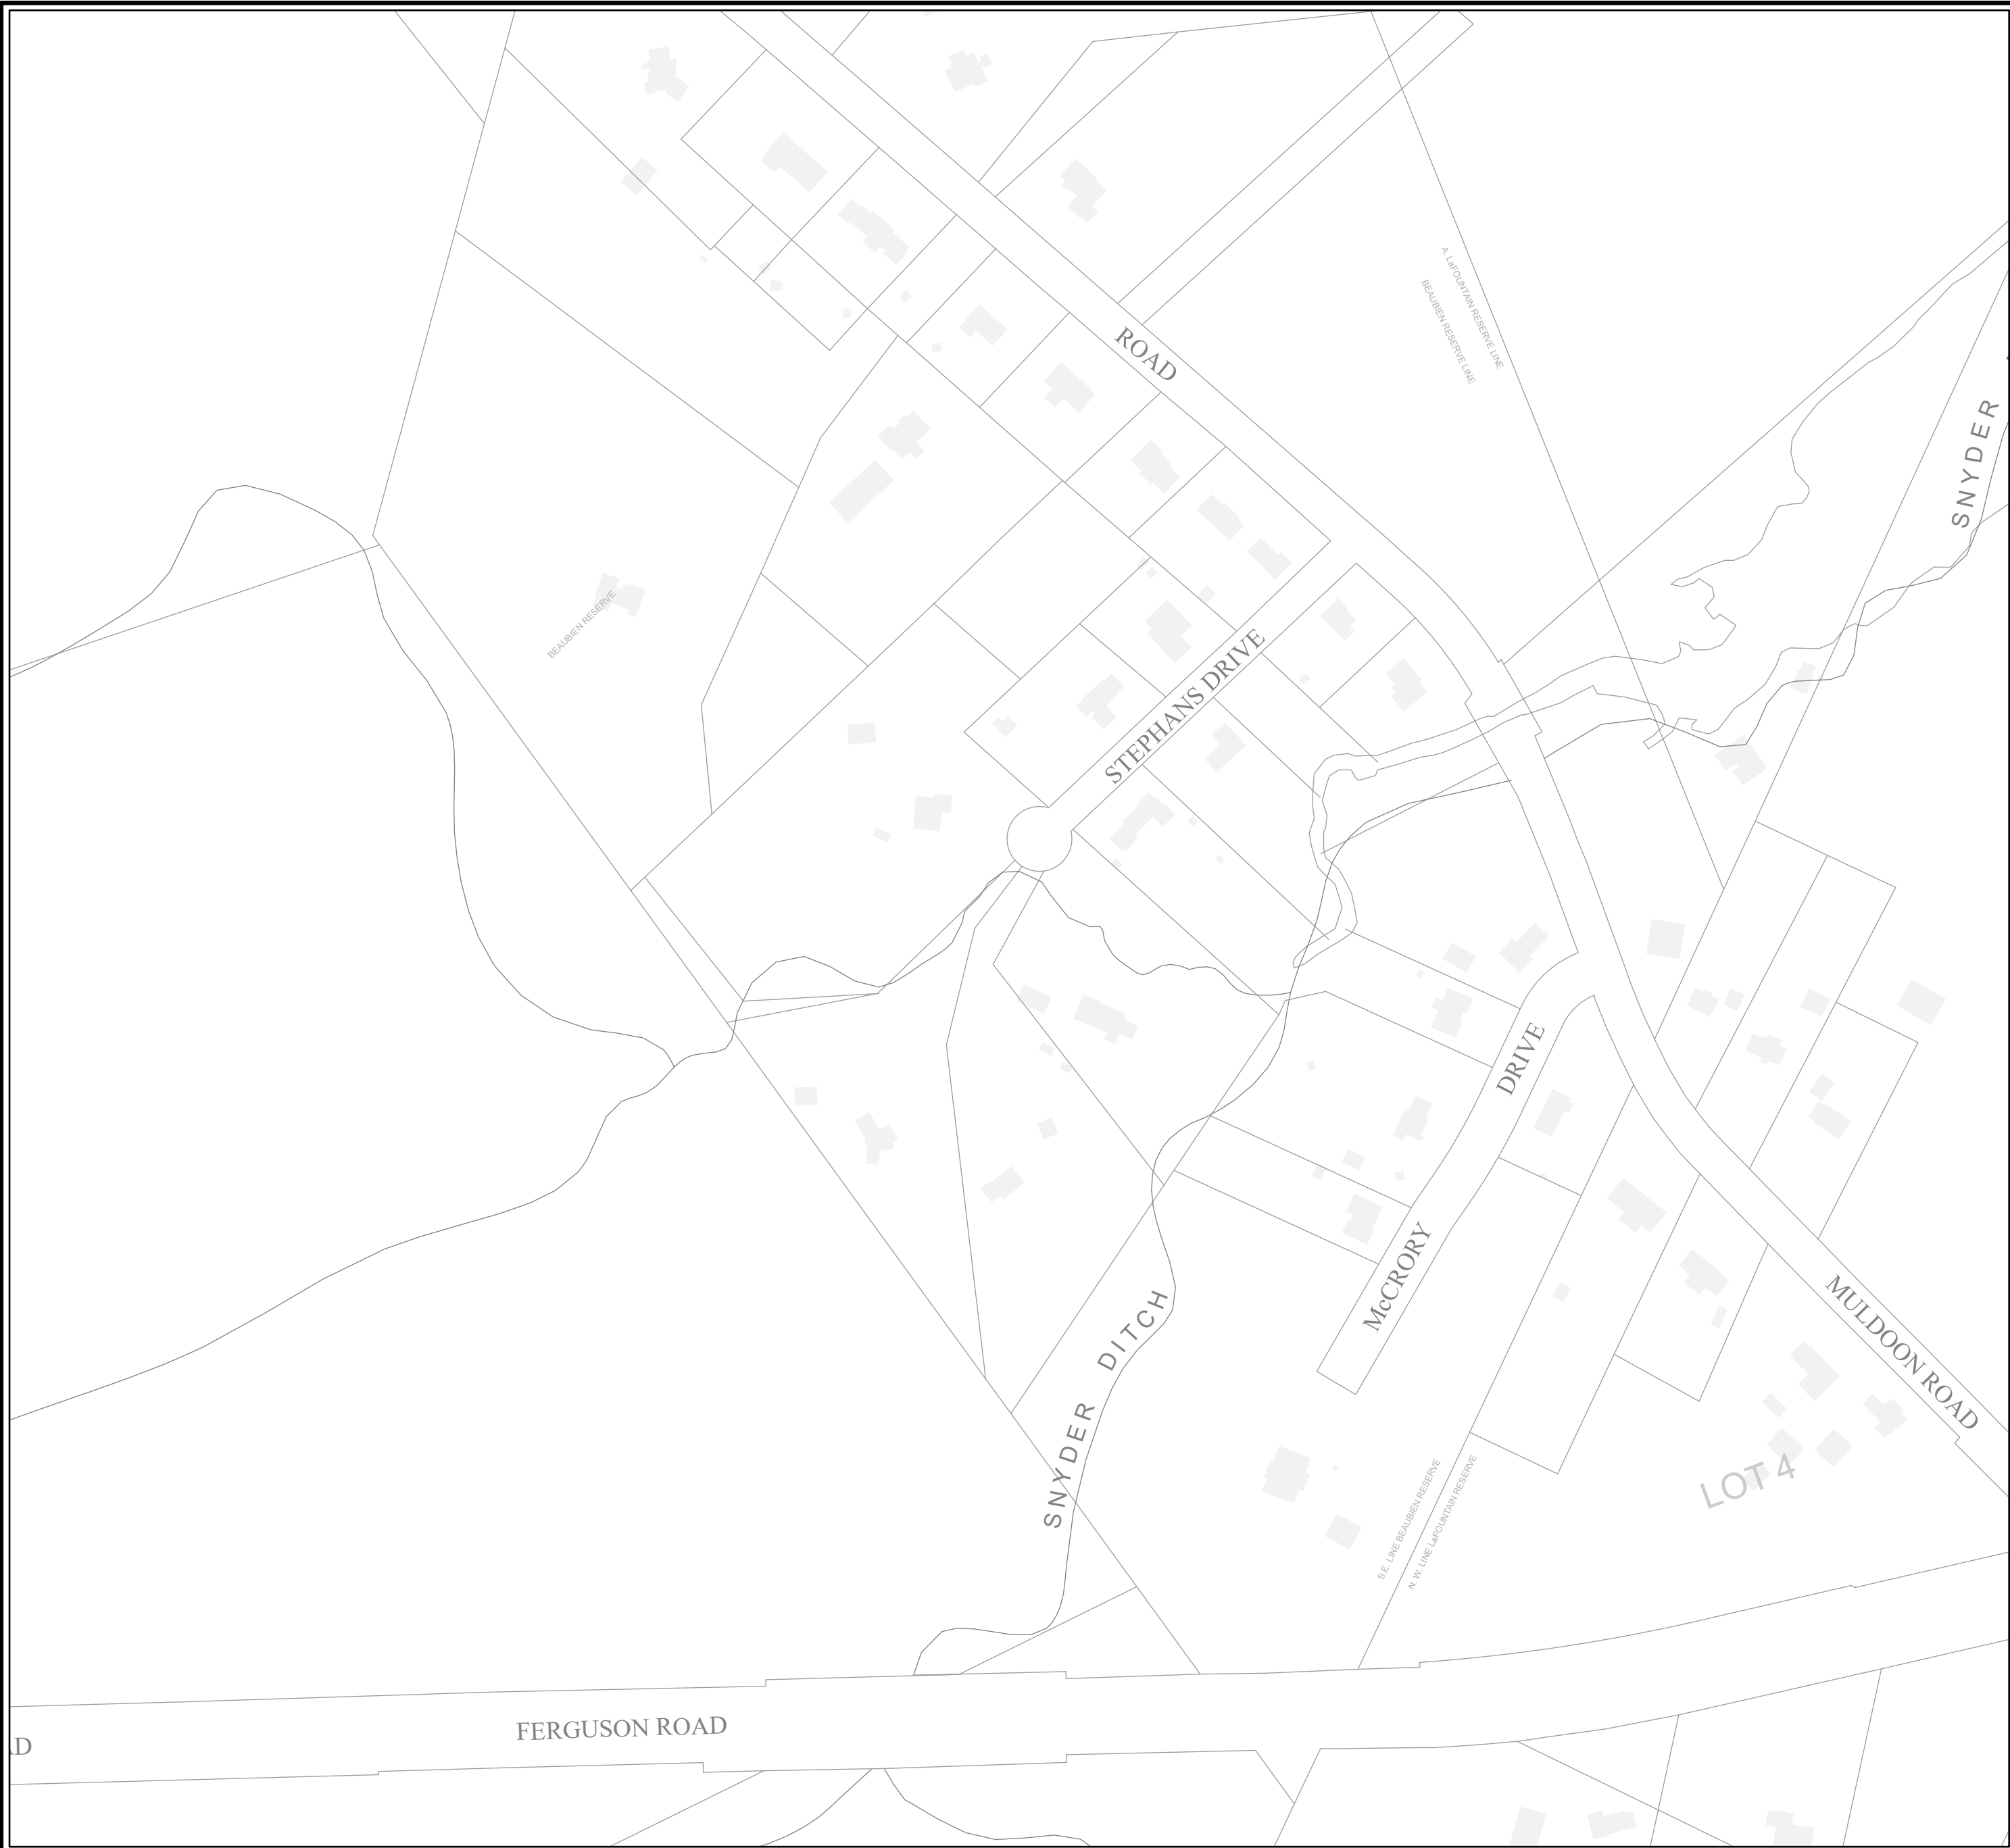 A. LaFOUNTAIN RESERVE LINE
BEAUBIEN RESERVE LINE
ROAD
SNYDER
BEAUBIEN RESERVE
STEPHANS DRIVE
DRIVE
McCRORY
MULDOON ROAD
SNYDER DITCH
LOT 4
S.E. LINE BEAUBIEN RESERVE
N. W. LINE LaFOUNTAIN RESERVE
FERGUSON ROAD